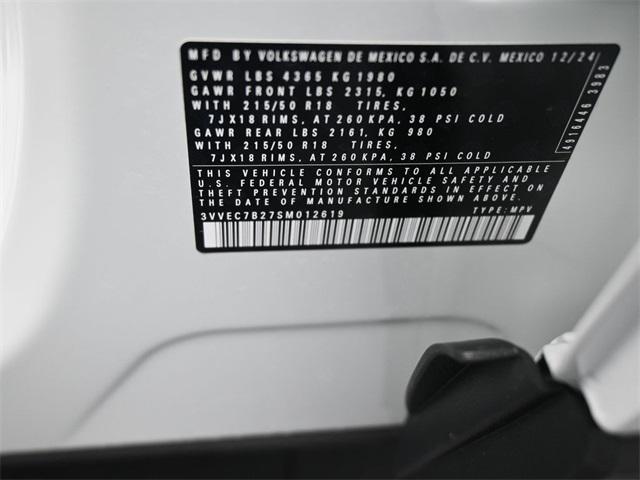 MFD BY VOLKSWAGEN DE MEXICO S.A. DE C.V. MEXICO 12/24
GVWR LBS 4365 KG 1980
GAWR FRONT LBS 2315, KG 1050
WITH 215/50 R18 TIRES,
7JX18 RIMS, AT 260 KPA, 38 PSI COLD
GAWR REAR LBS 2161, KG 980
WITH 215/50 R18 TIRES,
7JX18 RIMS, AT 260 KPA, 38 PSI COLD
THIS VEHICLE CONFORMS TO ALL APPLICABLE
U.S. FEDERAL MOTOR VEHICLE SAFETY AND
THEFT PREVENTION STANDARDS IN EFFECT ON
THE DATE OF MANUFACTURE SHOWN ABOVE.
3VVEC7B27SM012619 TYPE: MPV
4916446 3983